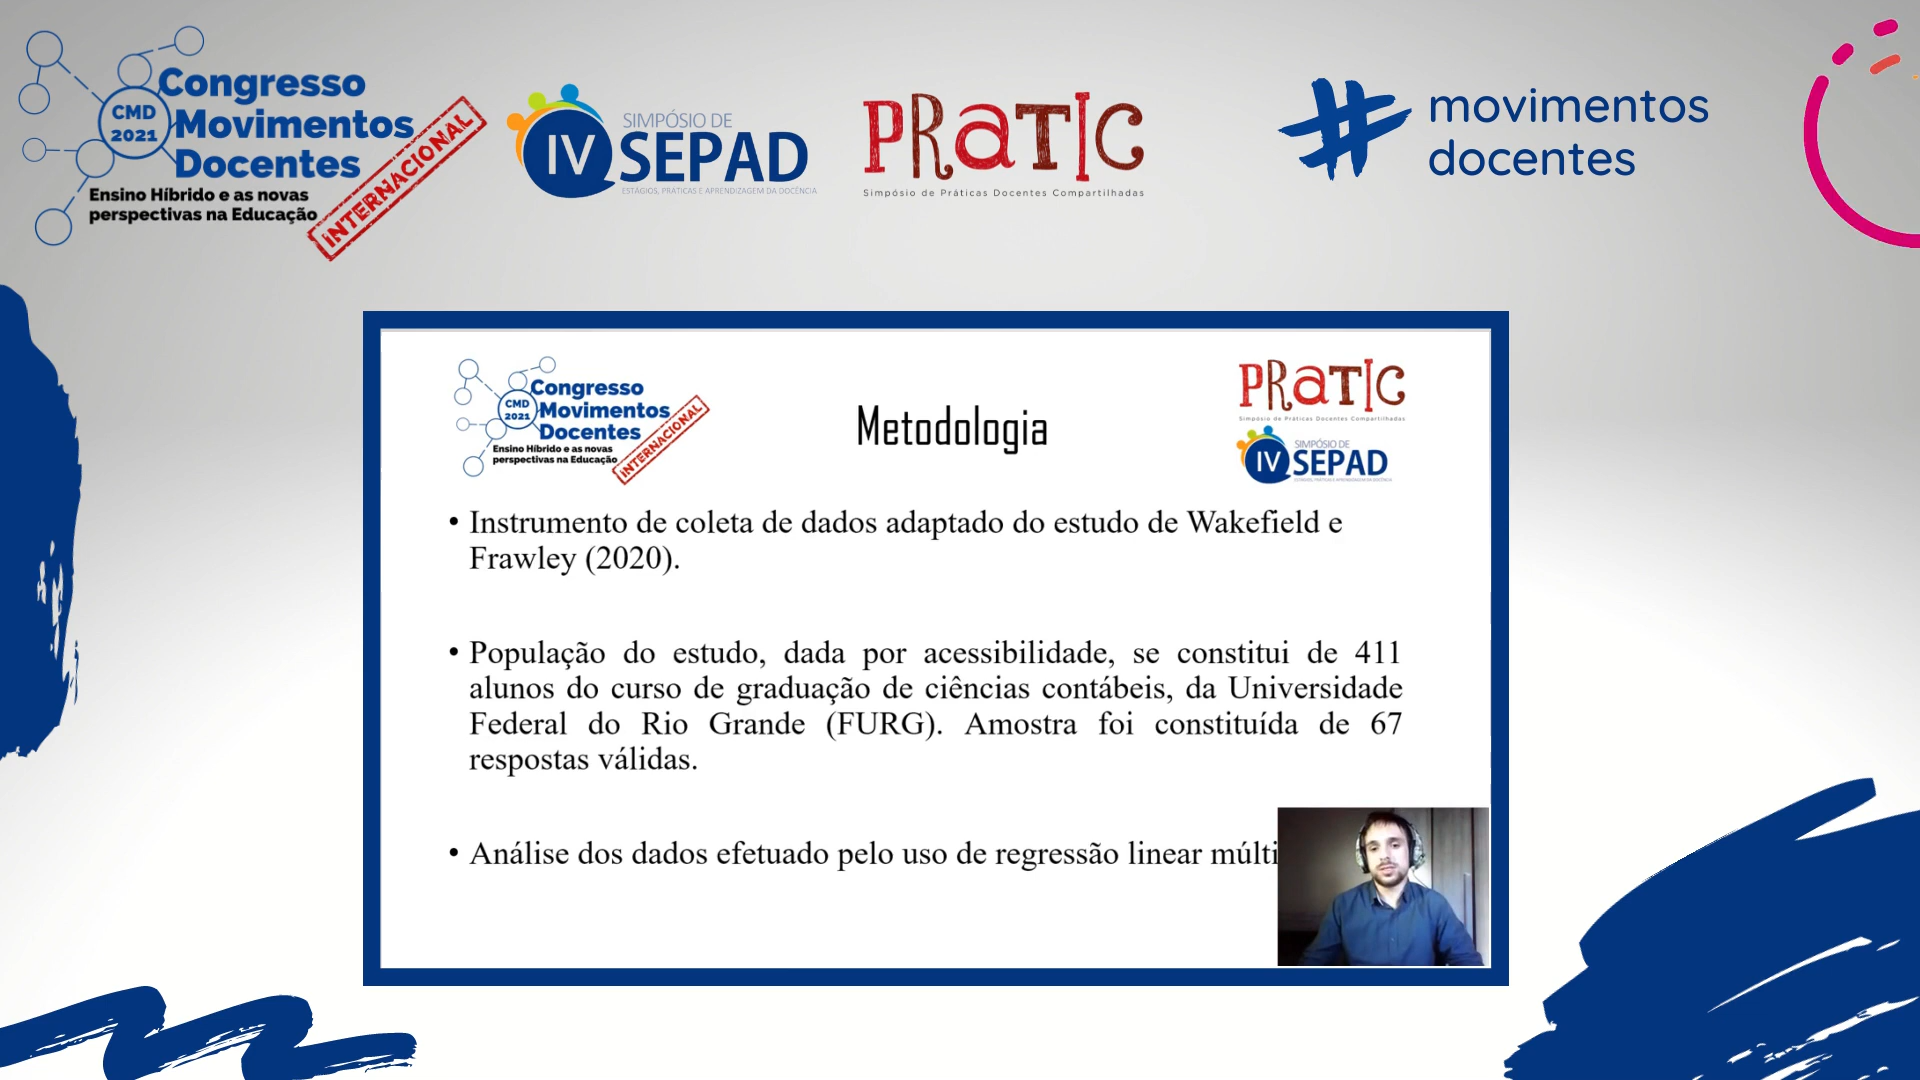 CMD
2021
Congresso
Movimentos
Docentes
Ensino Híbrido e as novas
perspectivas na Educação
INTERNACIONAL
IV
SIMPÓSIO DE
SEPAD
ESTÁGIOS, PRÁTICAS E APRENDIZAGEM DA DOCÊNCIA
PRATIC
Simpósio de Práticas Docentes Compartilhadas
# movimentos
docentes
CMD
2021
Congresso
Movimentos
Docentes
Ensino Híbrido e as novas
perspectivas na Educação
INTERNACIONAL
Metodologia
PRATIC
Simpósio de Práticas Docentes Compartilhadas
IV
SIMPÓSIO DE
SEPAD
ESTÁGIOS, PRÁTICAS E APRENDIZAGEM DA DOCÊNCIA
• Instrumento de coleta de dados adaptado do estudo de Wakefield e
Frawley (2020).
• População do estudo, dada por acessibilidade, se constitui de 411
alunos do curso de graduação de ciências contábeis, da Universidade
Federal do Rio Grande (FURG). Amostra foi constituída de 67
respostas válidas.
• Análise dos dados efetuado pelo uso de regressão linear múlti